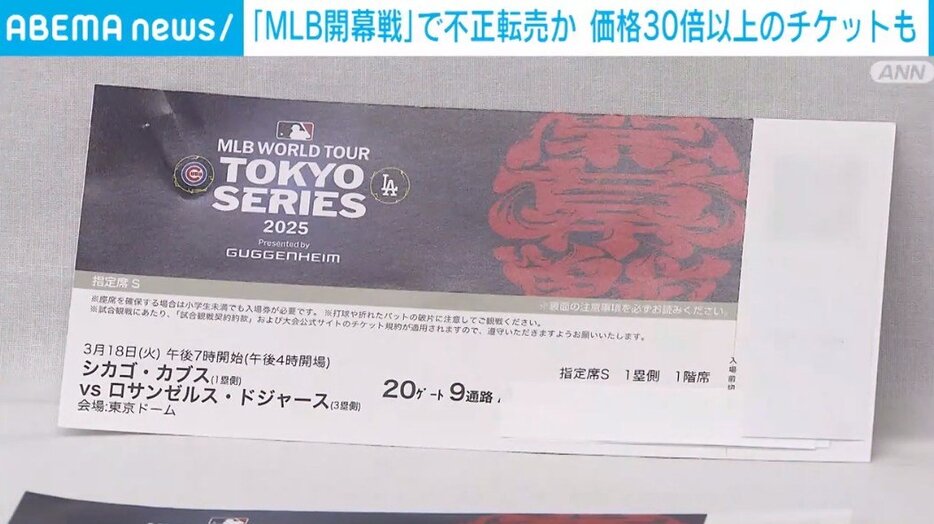 ABEMA news/
「MLB開幕戦」で不正転売か 価格30倍以上のチケットも
ANN
MLB WORLD TOUR
TOKYO
SERIES
2025
Presented by
GUGGENHEIM
LA
指定席 S
※裏面の注意事項を必ずお読みください。
※座席を確保する場合は小学生未満でも入場券が必要です。 ※打球や折れたバットの破片に注意してご観戦ください。
※試合観戦にあたり、「試合観戦契約約款」および大会公式サイトのチケット規約が適用されますので、遵守いただきますようお願いいたします。
3月18日(火) 午後7時開始(午後4時開場)
シカゴ・カブス(1塁側)
vs ロサンゼルス・ドジャース(3塁側)
会場:東京ドーム
20ゲート 9通路
指定席S 1塁側 1階席